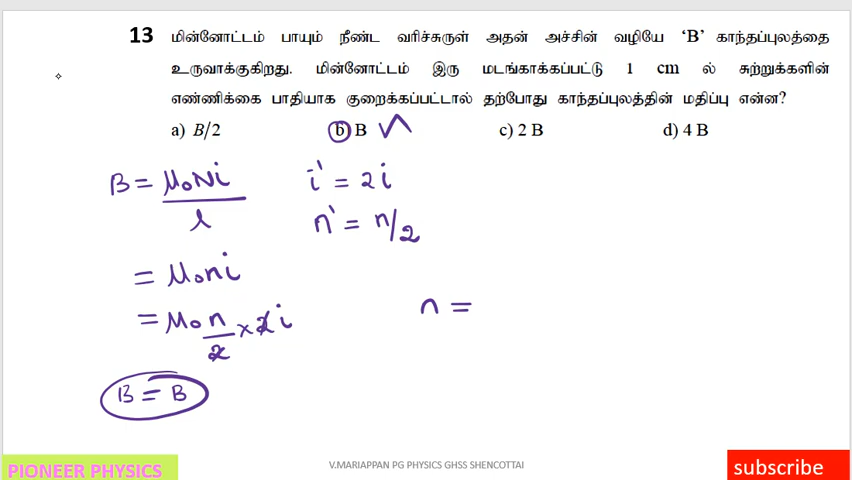 13 மின்னோட்டம் பாயும் நீண்ட வரிச்சுருள் அதன் அச்சின் வழியே ‘B’ காந்தப்புலத்தை
உருவாக்குகிறது. மின்னோட்டம் இரு மடங்காக்கப்பட்டு 1 cm ல் சுற்றுக்களின்
எண்ணிக்கை பாதியாக குறைக்கப்பட்டால் தற்போது காந்தப்புலத்தின் மதிப்பு என்ன?
a) B/2 b) B c) 2 B d) 4 B
B = μ₀Ni / l i' = 2i
n' = n/2
= μ₀ni
= μ₀ n/2 × 2i n =
B = B
PIONEER PHYSICS
V.MARIAPPAN PG PHYSICS GHSS SHENCOTTAI
subscribe